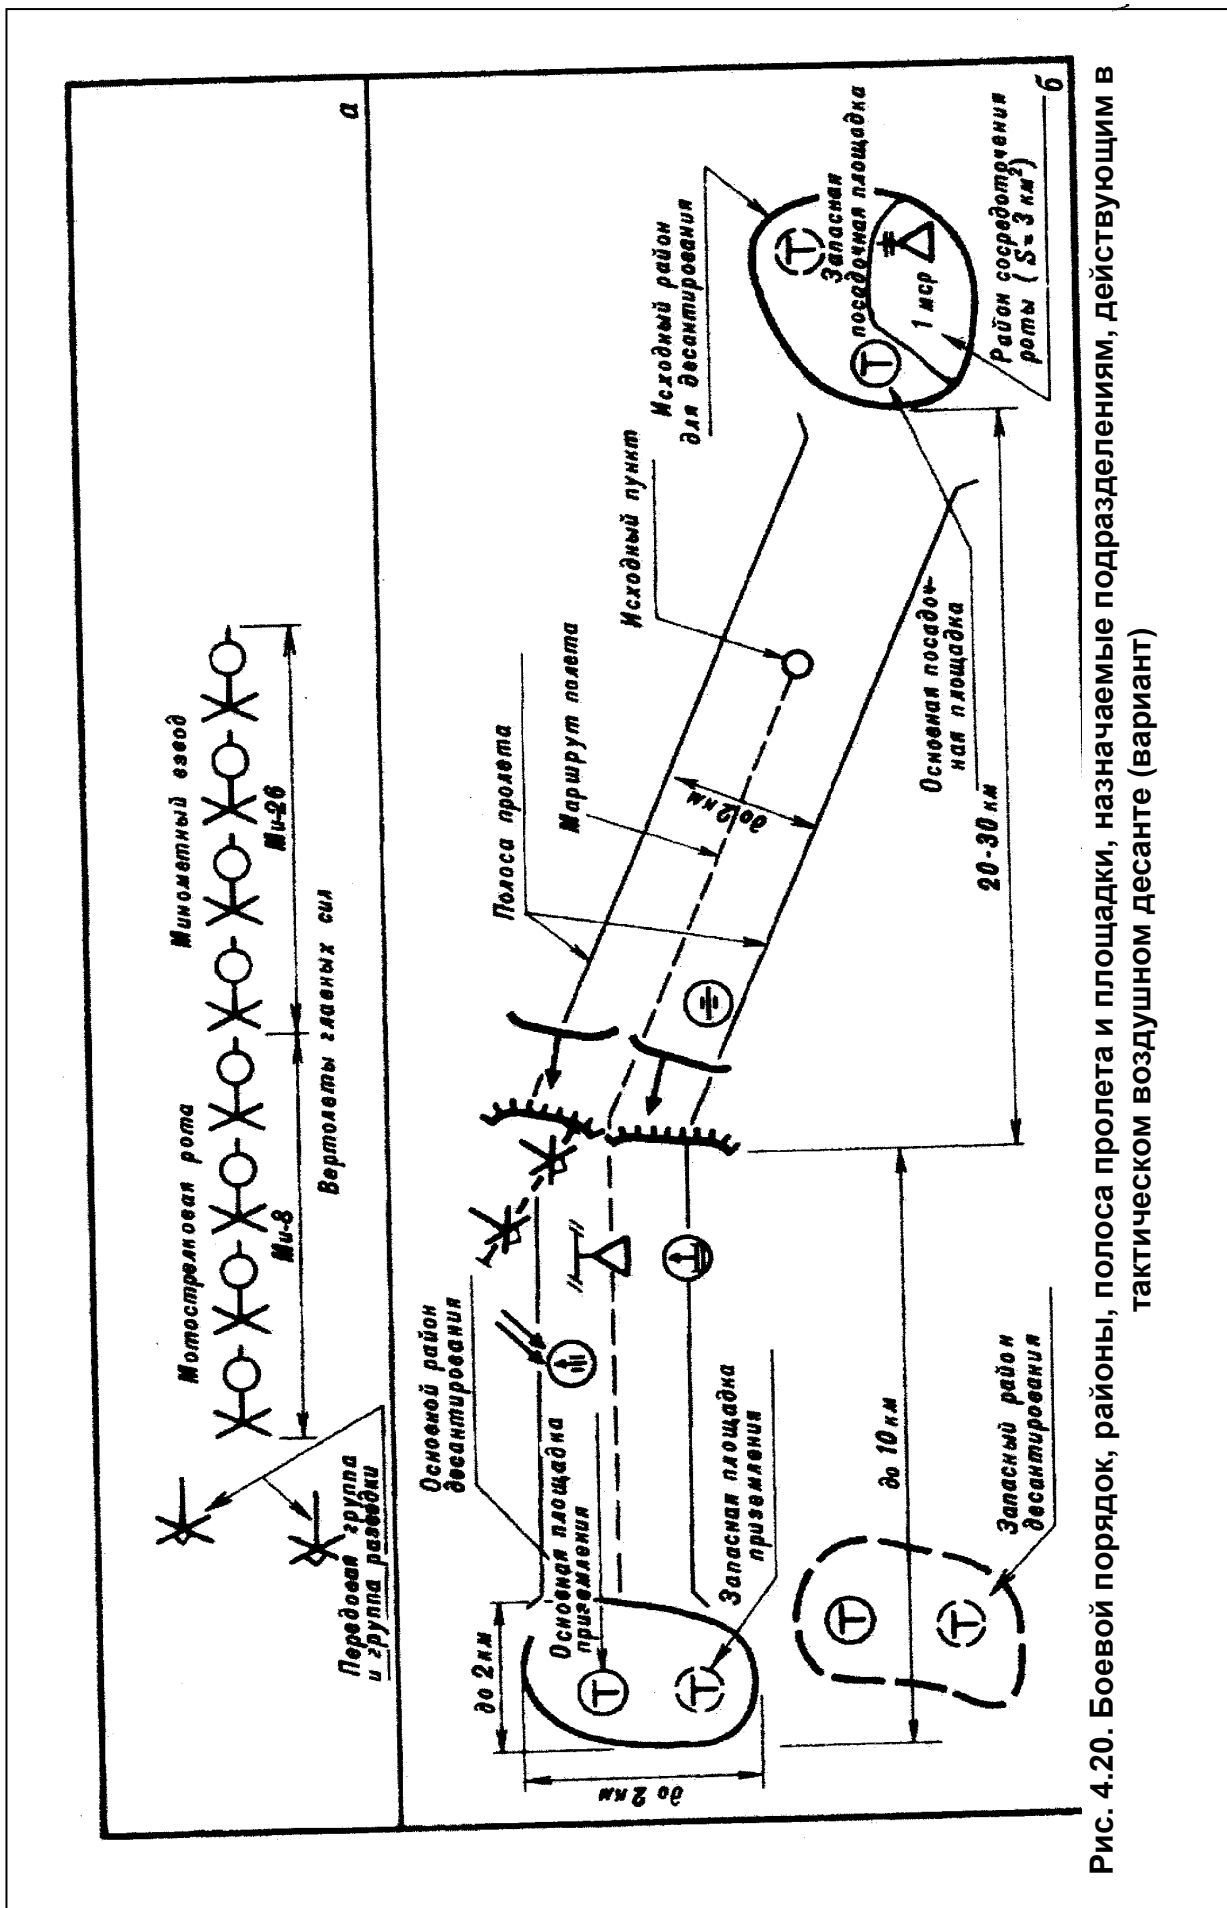 а
Минометный взвод
Ми-26
Мотострелковая рота
Ми-8
Вертолеты главных сил
Передовая группа
и группа разведки
б
Исходный район
для десантирования
Запасная
посадочная площадка
1 мср
Район сосредоточения
роты (S = 3 км²)
Исходный пункт
Полоса пролета
Маршрут полета
до 2 км
Основная посадоч-
ная площадка
20-30 км
Основной район
десантирования
Основная площадка
приземления
Запасная площадка
приземления
до 2 км
до 2 км
до 10 км
Запасный район
десантирования
Рис. 4.20. Боевой порядок, районы, полоса пролета и площадки, назначаемые подразделениям, действующим в
тактическом воздушном десанте (вариант)